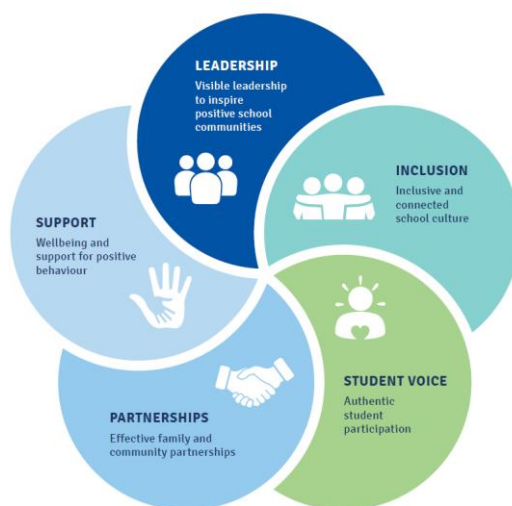 LEADERSHIP
Visible leadership
to inspire
positive school
communities
INCLUSION
Inclusive and
connected
school culture
STUDENT VOICE
Authentic
student
participation
PARTNERSHIPS
Effective family and
community partnerships
SUPPORT
Wellbeing and
support for positive
behaviour